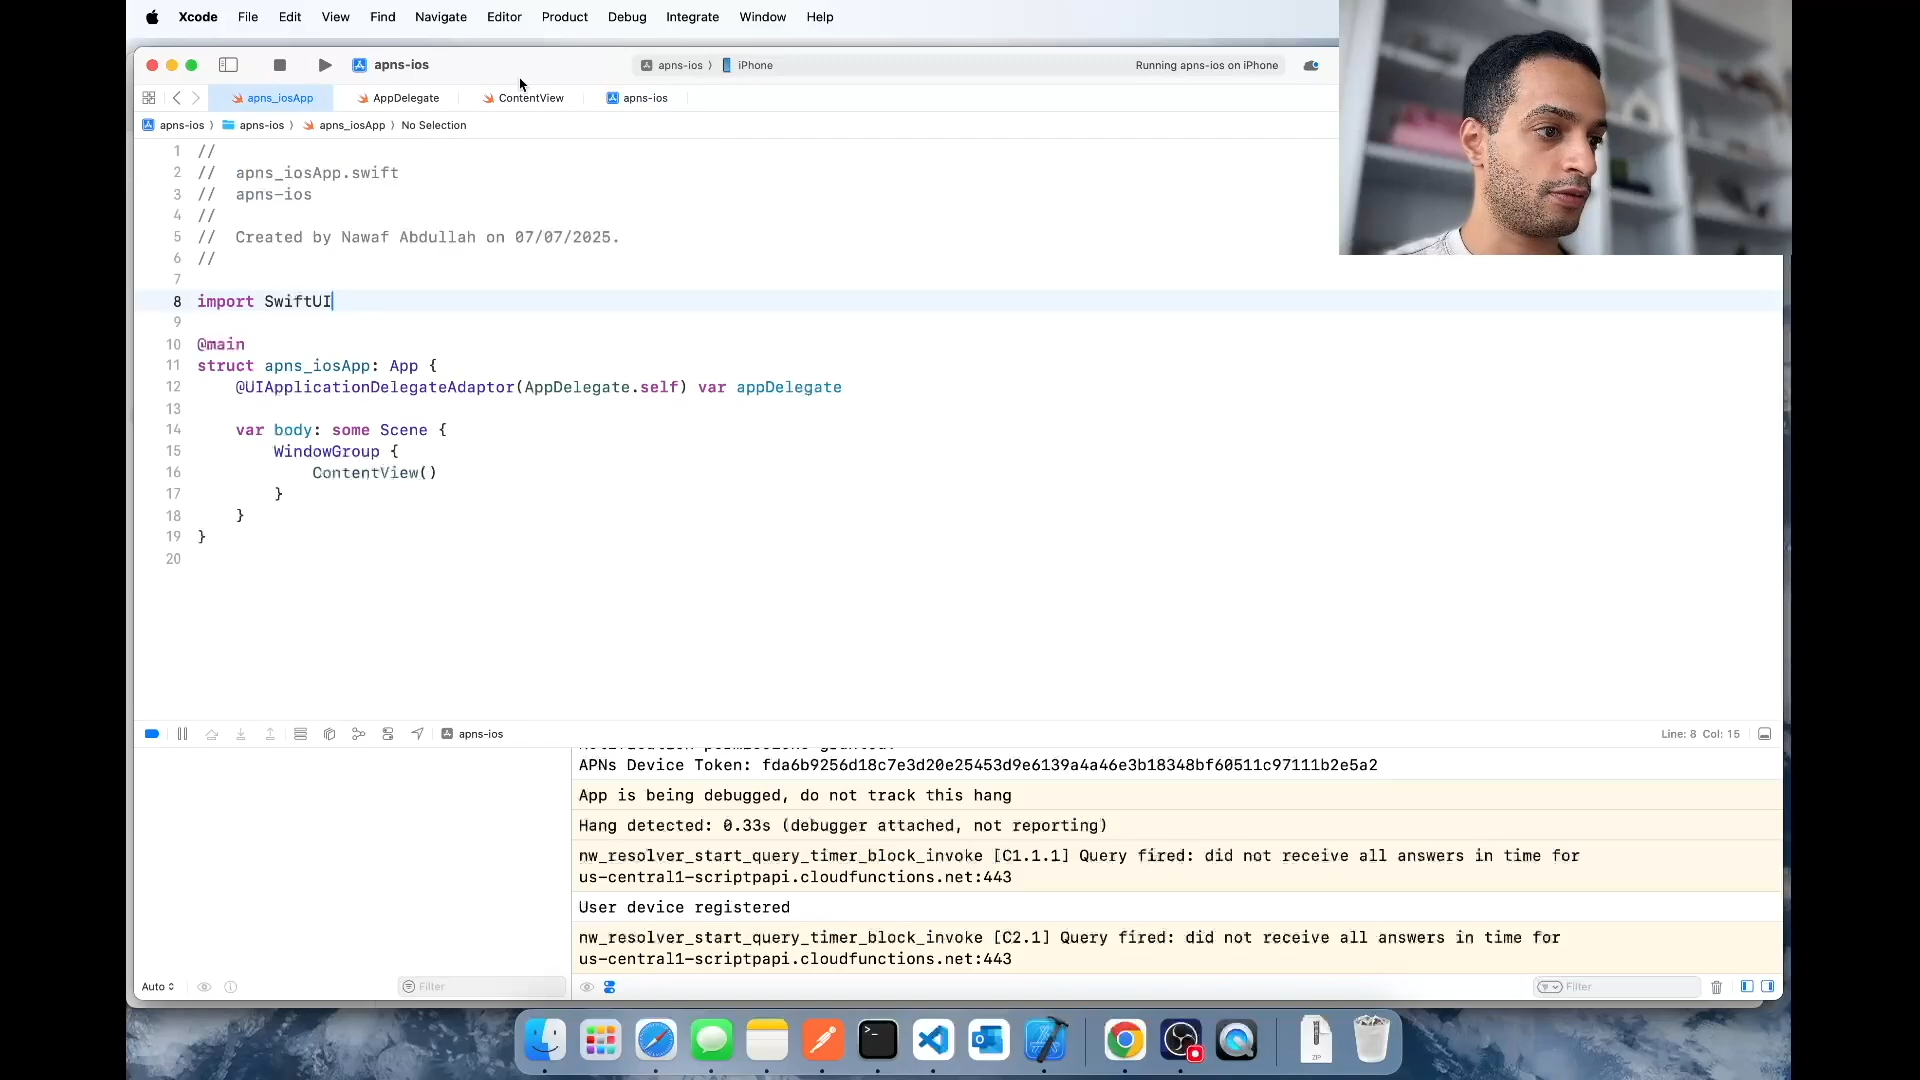 Xcode File Edit View Find Navigate Editor Product Debug Integrate Window Help
apns-ios
apns-ios 〉 iPhone
Running apns-ios on iPhone
apns_iosApp AppDelegate ContentView apns-ios
apns-ios 〉 apns-ios 〉 apns_iosApp 〉 No Selection
1 //
2 // apns_iosApp.swift
3 // apns-ios
4 //
5 // Created by Nawaf Abdullah on 07/07/2025.
6 //
7
8 import SwiftUI
9
10 @main
11 struct apns_iosApp: App {
12 @UIApplicationDelegateAdaptor(AppDelegate.self) var appDelegate
13
14 var body: some Scene {
15 WindowGroup {
16 ContentView()
17 }
18 }
19 }
20
apns-ios
Line: 8 Col: 15
APNs Device Token: fda6b9256d18c7e3d20e25453d9e6139a4a46e3b18348bf60511c97111b2e5a2
App is being debugged, do not track this hang
Hang detected: 0.33s (debugger attached, not reporting)
nw_resolver_start_query_timer_block_invoke [C1.1.1] Query fired: did not receive all answers in time for
us-central1-scriptpapi.cloudfunctions.net:443
User device registered
nw_resolver_start_query_timer_block_invoke [C2.1] Query fired: did not receive all answers in time for
us-central1-scriptpapi.cloudfunctions.net:443
Auto
Filter
Filter
>_
ZIP